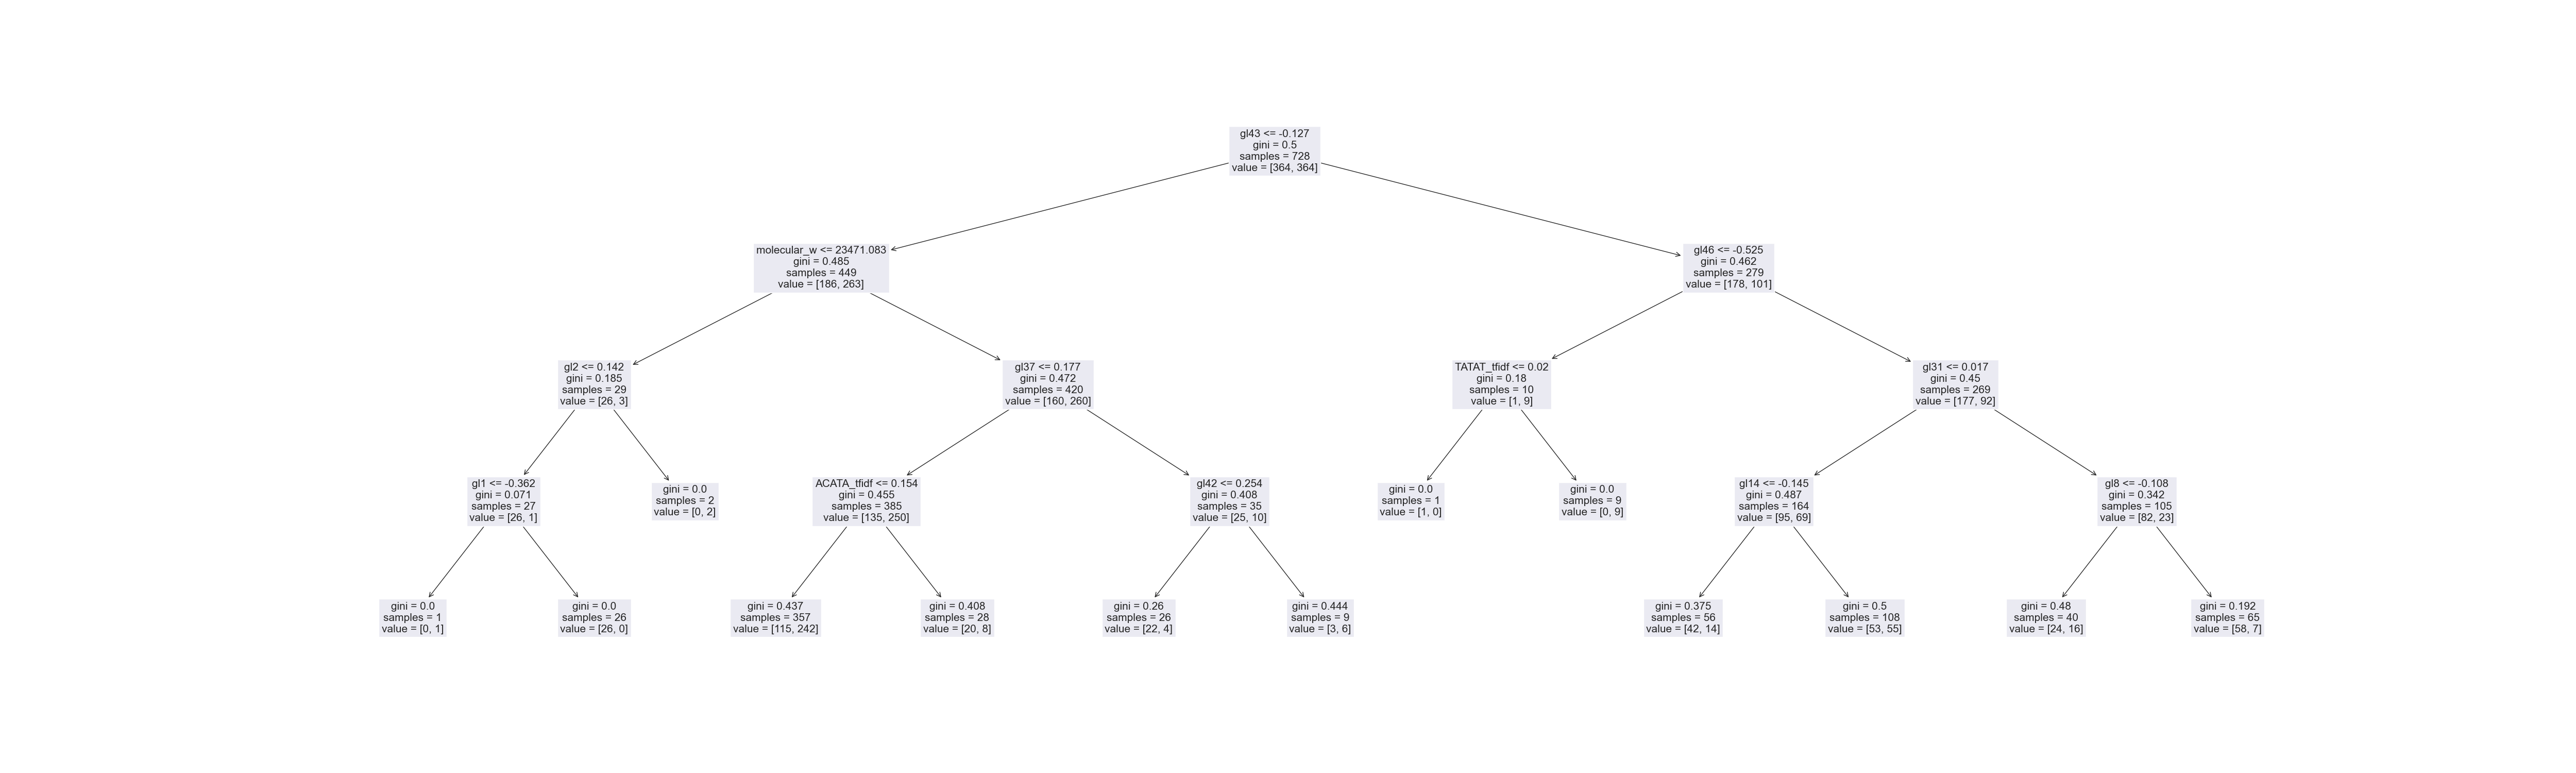 gl43 <= -0.127
gini = 0.5
samples = 728
value = [364, 364]
molecular_w <= 23471.083
gini = 0.485
samples = 449
value = [186, 263]
gl46 <= -0.525
gini = 0.462
samples = 279
value = [178, 101]
gl2 <= 0.142
gini = 0.185
samples = 29
value = [26, 3]
gl37 <= 0.177
gini = 0.472
samples = 420
value = [160, 260]
TATAT_tfidf <= 0.02
gini = 0.18
samples = 10
value = [1, 9]
gl31 <= 0.017
gini = 0.45
samples = 269
value = [177, 92]
gl1 <= -0.362
gini = 0.071
samples = 27
value = [26, 1]
gini = 0.0
samples = 2
value = [0, 2]
ACATA_tfidf <= 0.154
gini = 0.455
samples = 385
value = [135, 250]
gl42 <= 0.254
gini = 0.408
samples = 35
value = [25, 10]
gini = 0.0
samples = 1
value = [1, 0]
gini = 0.0
samples = 9
value = [0, 9]
gl14 <= -0.145
gini = 0.487
samples = 164
value = [95, 69]
gl8 <= -0.108
gini = 0.342
samples = 105
value = [82, 23]
gini = 0.0
samples = 1
value = [0, 1]
gini = 0.0
samples = 26
value = [26, 0]
gini = 0.437
samples = 357
value = [115, 242]
gini = 0.408
samples = 28
value = [20, 8]
gini = 0.26
samples = 26
value = [22, 4]
gini = 0.444
samples = 9
value = [3, 6]
gini = 0.375
samples = 56
value = [42, 14]
gini = 0.5
samples = 108
value = [53, 55]
gini = 0.48
samples = 40
value = [24, 16]
gini = 0.192
samples = 65
value = [58, 7]